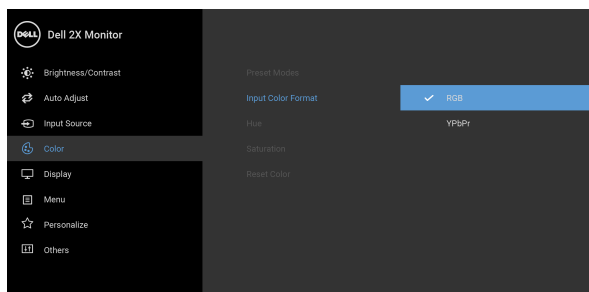 DELL Dell 2X Monitor
Brightness/Contrast Preset Modes
Auto Adjust Input Color Format RGB
Input Source Hue YPbPr
Color Saturation
Display Reset Color
Menu
Personalize
Others